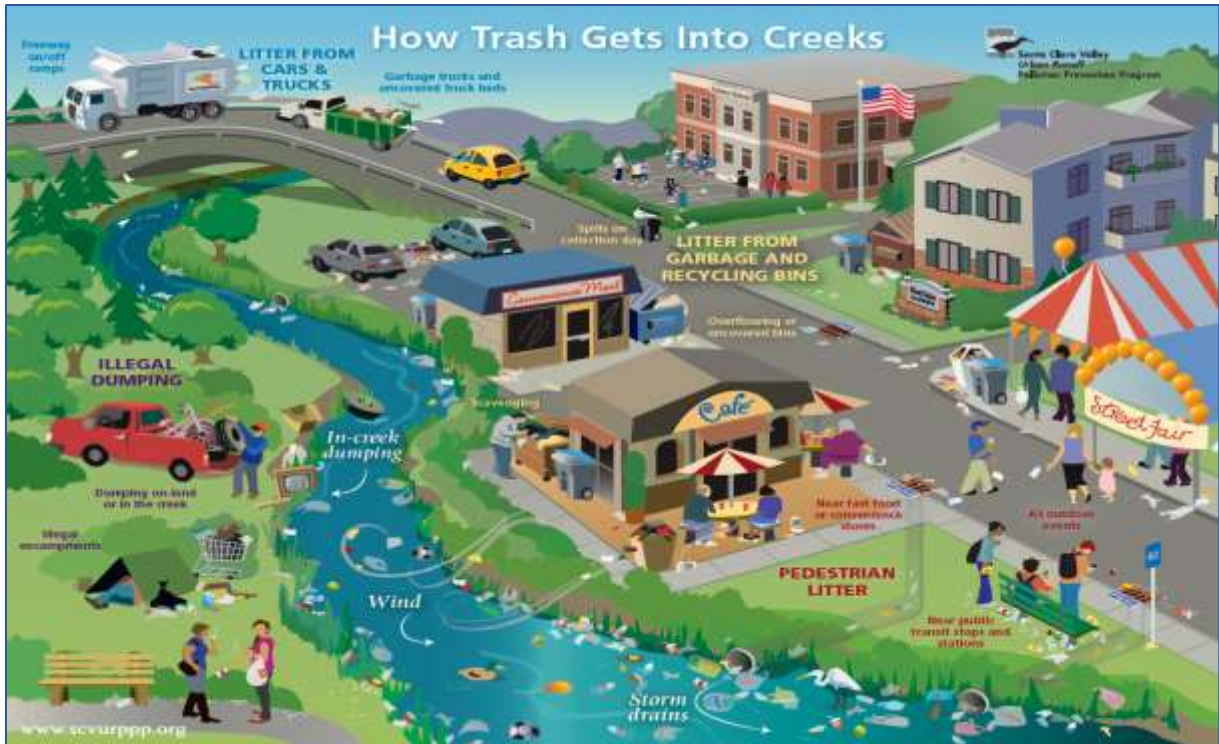 How Trash Gets Into Creeks
Freeway
on/off
ramps
LITTER FROM
CARS &
TRUCKS
Garbage trucks and
uncovered truck beds
Santa Clara Valley
Urban Runoff
Pollution Prevention Program
Spills on
collection day
LITTER FROM
GARBAGE AND
RECYCLING BINS
Convenience Mart
Overflowing or
uncovered bins
ILLEGAL
DUMPING
Scavenging
Café
Street Fair
In-creek
dumping
Dumping on-land
or in the creek
Near fast food
or convenience
stores
At outdoor
events
Illegal
encampments
PEDESTRIAN
LITTER
Wind
Near public
transit stops and
stations
Storm
drains
www.scvurppp.org